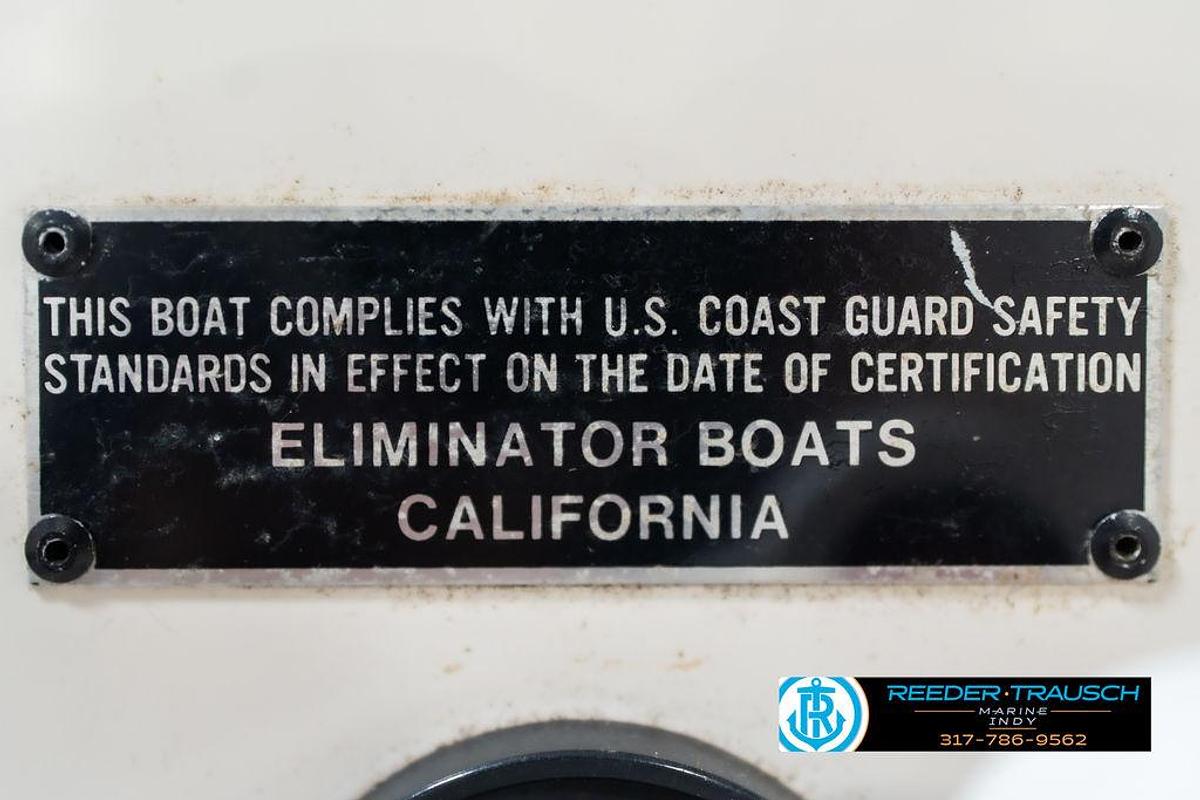 THIS BOAT COMPLIES WITH U.S. COAST GUARD SAFETY
STANDARDS IN EFFECT ON THE DATE OF CERTIFICATION
ELIMINATOR BOATS
CALIFORNIA
REEDER·TRAUSCH
MARINE
INDY
317-786-9562